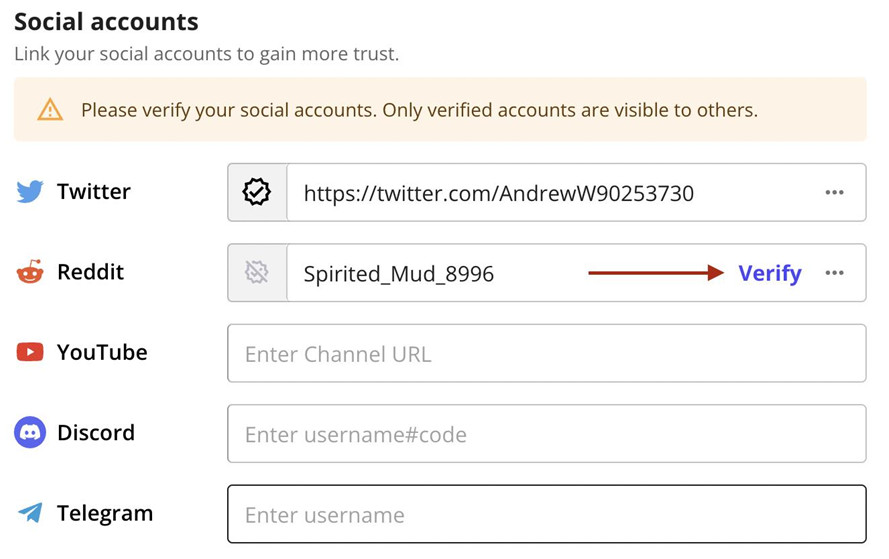 Social accounts
Link your social accounts to gain more trust.
Please verify your social accounts. Only verified accounts are visible to others.
Twitter https://twitter.com/AndrewW90253730
Reddit Spirited_Mud_8996 Verify
YouTube Enter Channel URL
Discord Enter username#code
Telegram Enter username